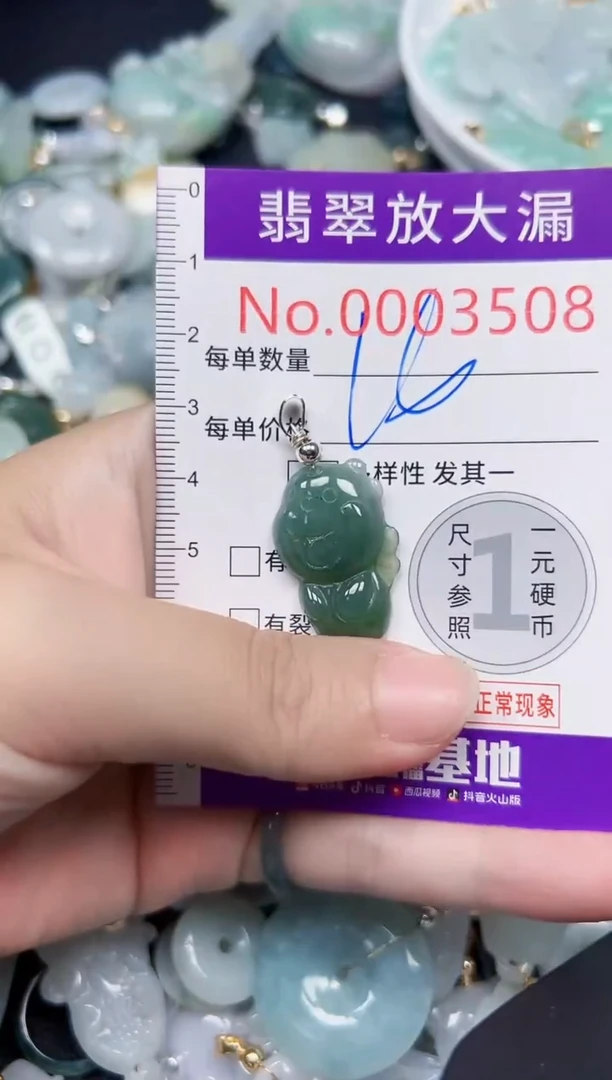 0
翡翠放大漏
1
No.0003508
2
每单数量
3
每单价格
4
样性 发其一
5
有
尺寸参照
1
一元硬币
有裂
正常现象
基地
抖音 西瓜视频 抖音火山版